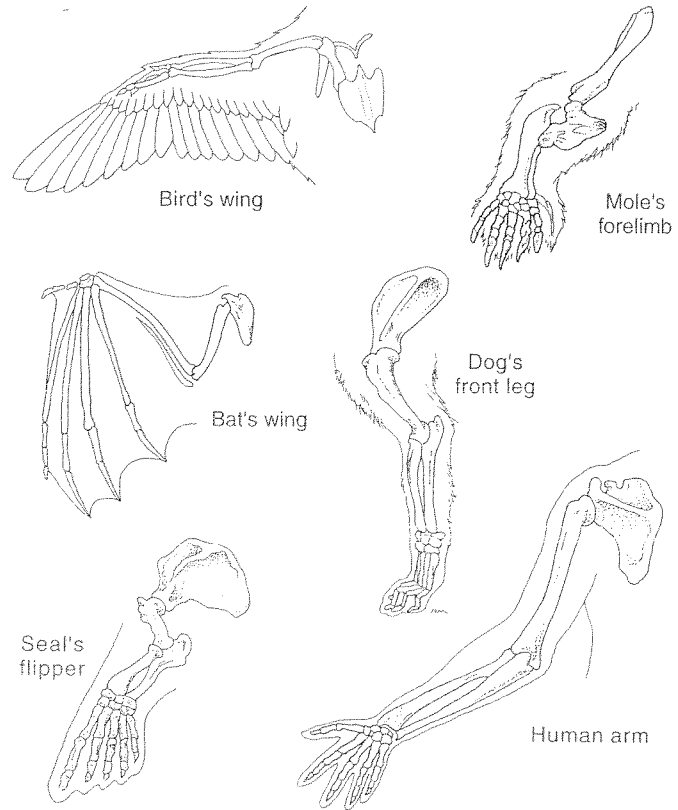 Bird's wing
Mole's
forelimb
Bat's wing
Dog's
front leg
Seal's
flipper
Human arm